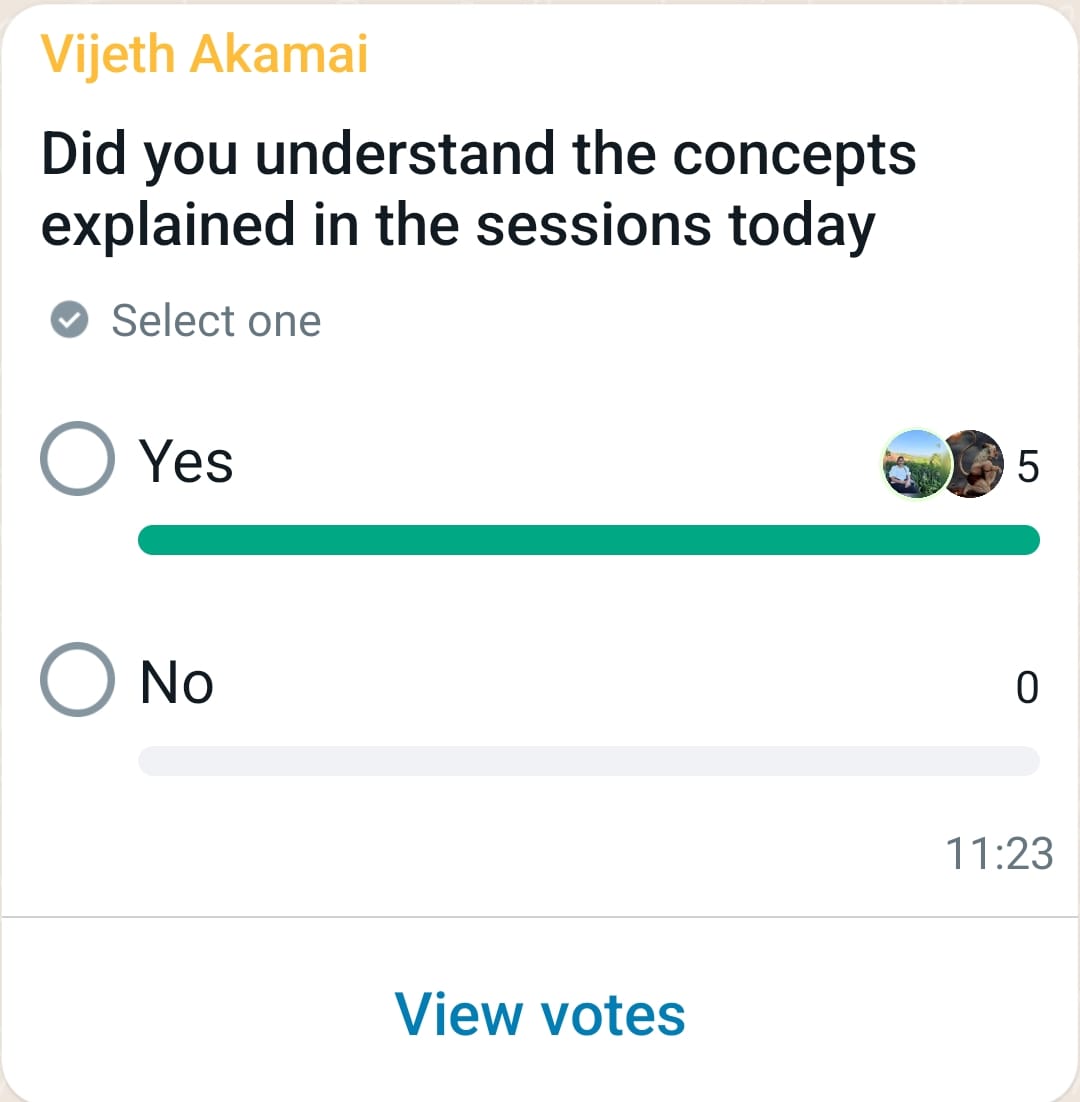 Vijeth Akamai
Did you understand the concepts
explained in the sessions today
Select one
Yes 5
No 0
11:23
View votes